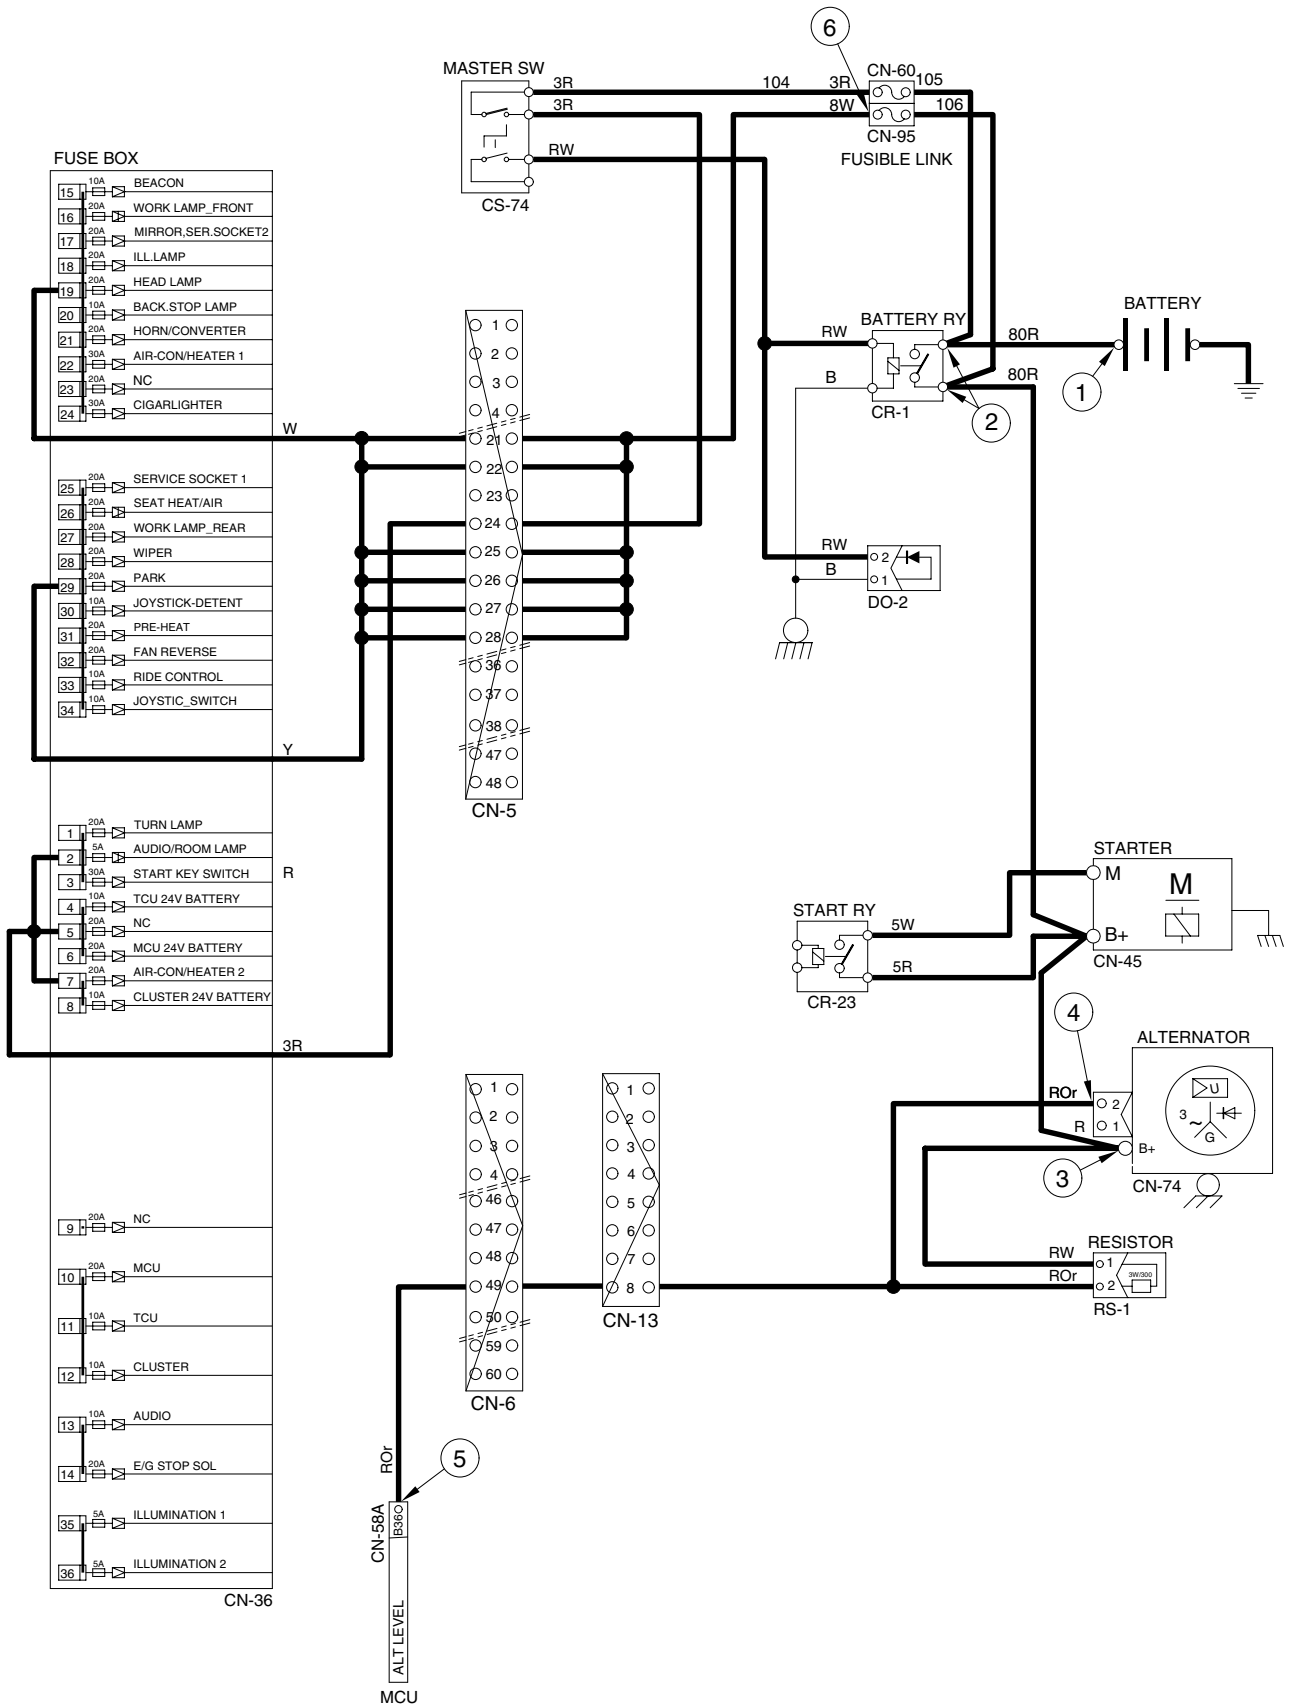 6
MASTER SW
3R
104
3R
CN-60
105
3R
8W
106
CN-95
RW
FUSIBLE LINK
CS-74
FUSE BOX
15 10A BEACON
16 20A WORK LAMP_FRONT
17 20A MIRROR,SER.SOCKET2
18 20A ILL.LAMP
19 20A HEAD LAMP
20 10A BACK.STOP LAMP
21 20A HORN/CONVERTER
22 30A AIR-CON/HEATER 1
23 20A NC
24 30A CIGARLIGHTER
W
25 20A SERVICE SOCKET 1
26 20A SEAT HEAT/AIR
27 20A WORK LAMP_REAR
28 20A WIPER
29 20A PARK
30 10A JOYSTICK-DETENT
31 20A PRE-HEAT
32 20A FAN REVERSE
33 10A RIDE CONTROL
34 10A JOYSTIC_SWITCH
Y
1 20A TURN LAMP
2 5A AUDIO/ROOM LAMP
3 30A START KEY SWITCH
R
4 10A TCU 24V BATTERY
5 20A NC
6 20A MCU 24V BATTERY
7 20A AIR-CON/HEATER 2
8 10A CLUSTER 24V BATTERY
3R
9 20A NC
10 20A MCU
11 10A TCU
12 10A CLUSTER
13 10A AUDIO
14 20A E/G STOP SOL
35 5A ILLUMINATION 1
36 5A ILLUMINATION 2
CN-36
1
2
3
4
21
22
23
24
25
26
27
28
36
37
38
47
48
CN-5
BATTERY RY
RW
B
CR-1
80R
80R
2
BATTERY
1
RW
B
2
1
DO-2
STARTER
M
M
B+
CN-45
START RY
5W
5R
CR-23
4
ALTERNATOR
ROr
2
R
1
U
3
~
G
B+
3
CN-74
RESISTOR
RW
1
3W/300
ROr
2
RS-1
1
2
3
4
46
47
48
49
50
59
60
CN-6
1
2
3
4
5
6
7
8
CN-13
ROr
5
CN-58A
B36
ALT LEVEL
MCU